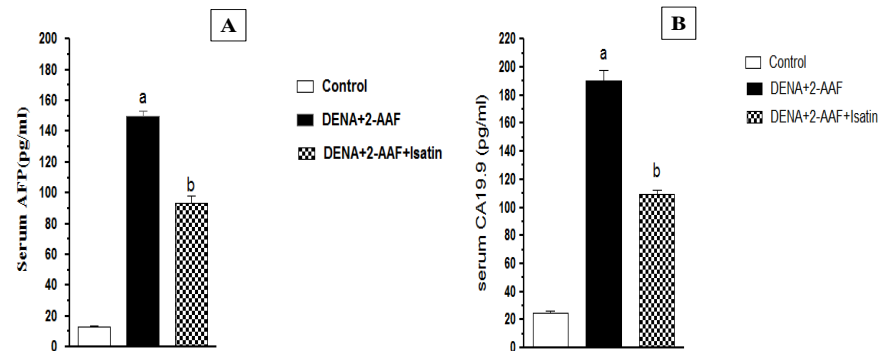 A
Serum AFP(pg/ml)
200
180
160
140
120
100
80
60
40
20
0
a
b
Control
DENA+2-AAF
DENA+2-AAF+Isatin
B
serum CA19.9 (pg/ml)
220
200
180
160
140
120
100
80
60
40
20
0
a
b
Control
DENA+2-AAF
DENA+2-AAF+Isatin